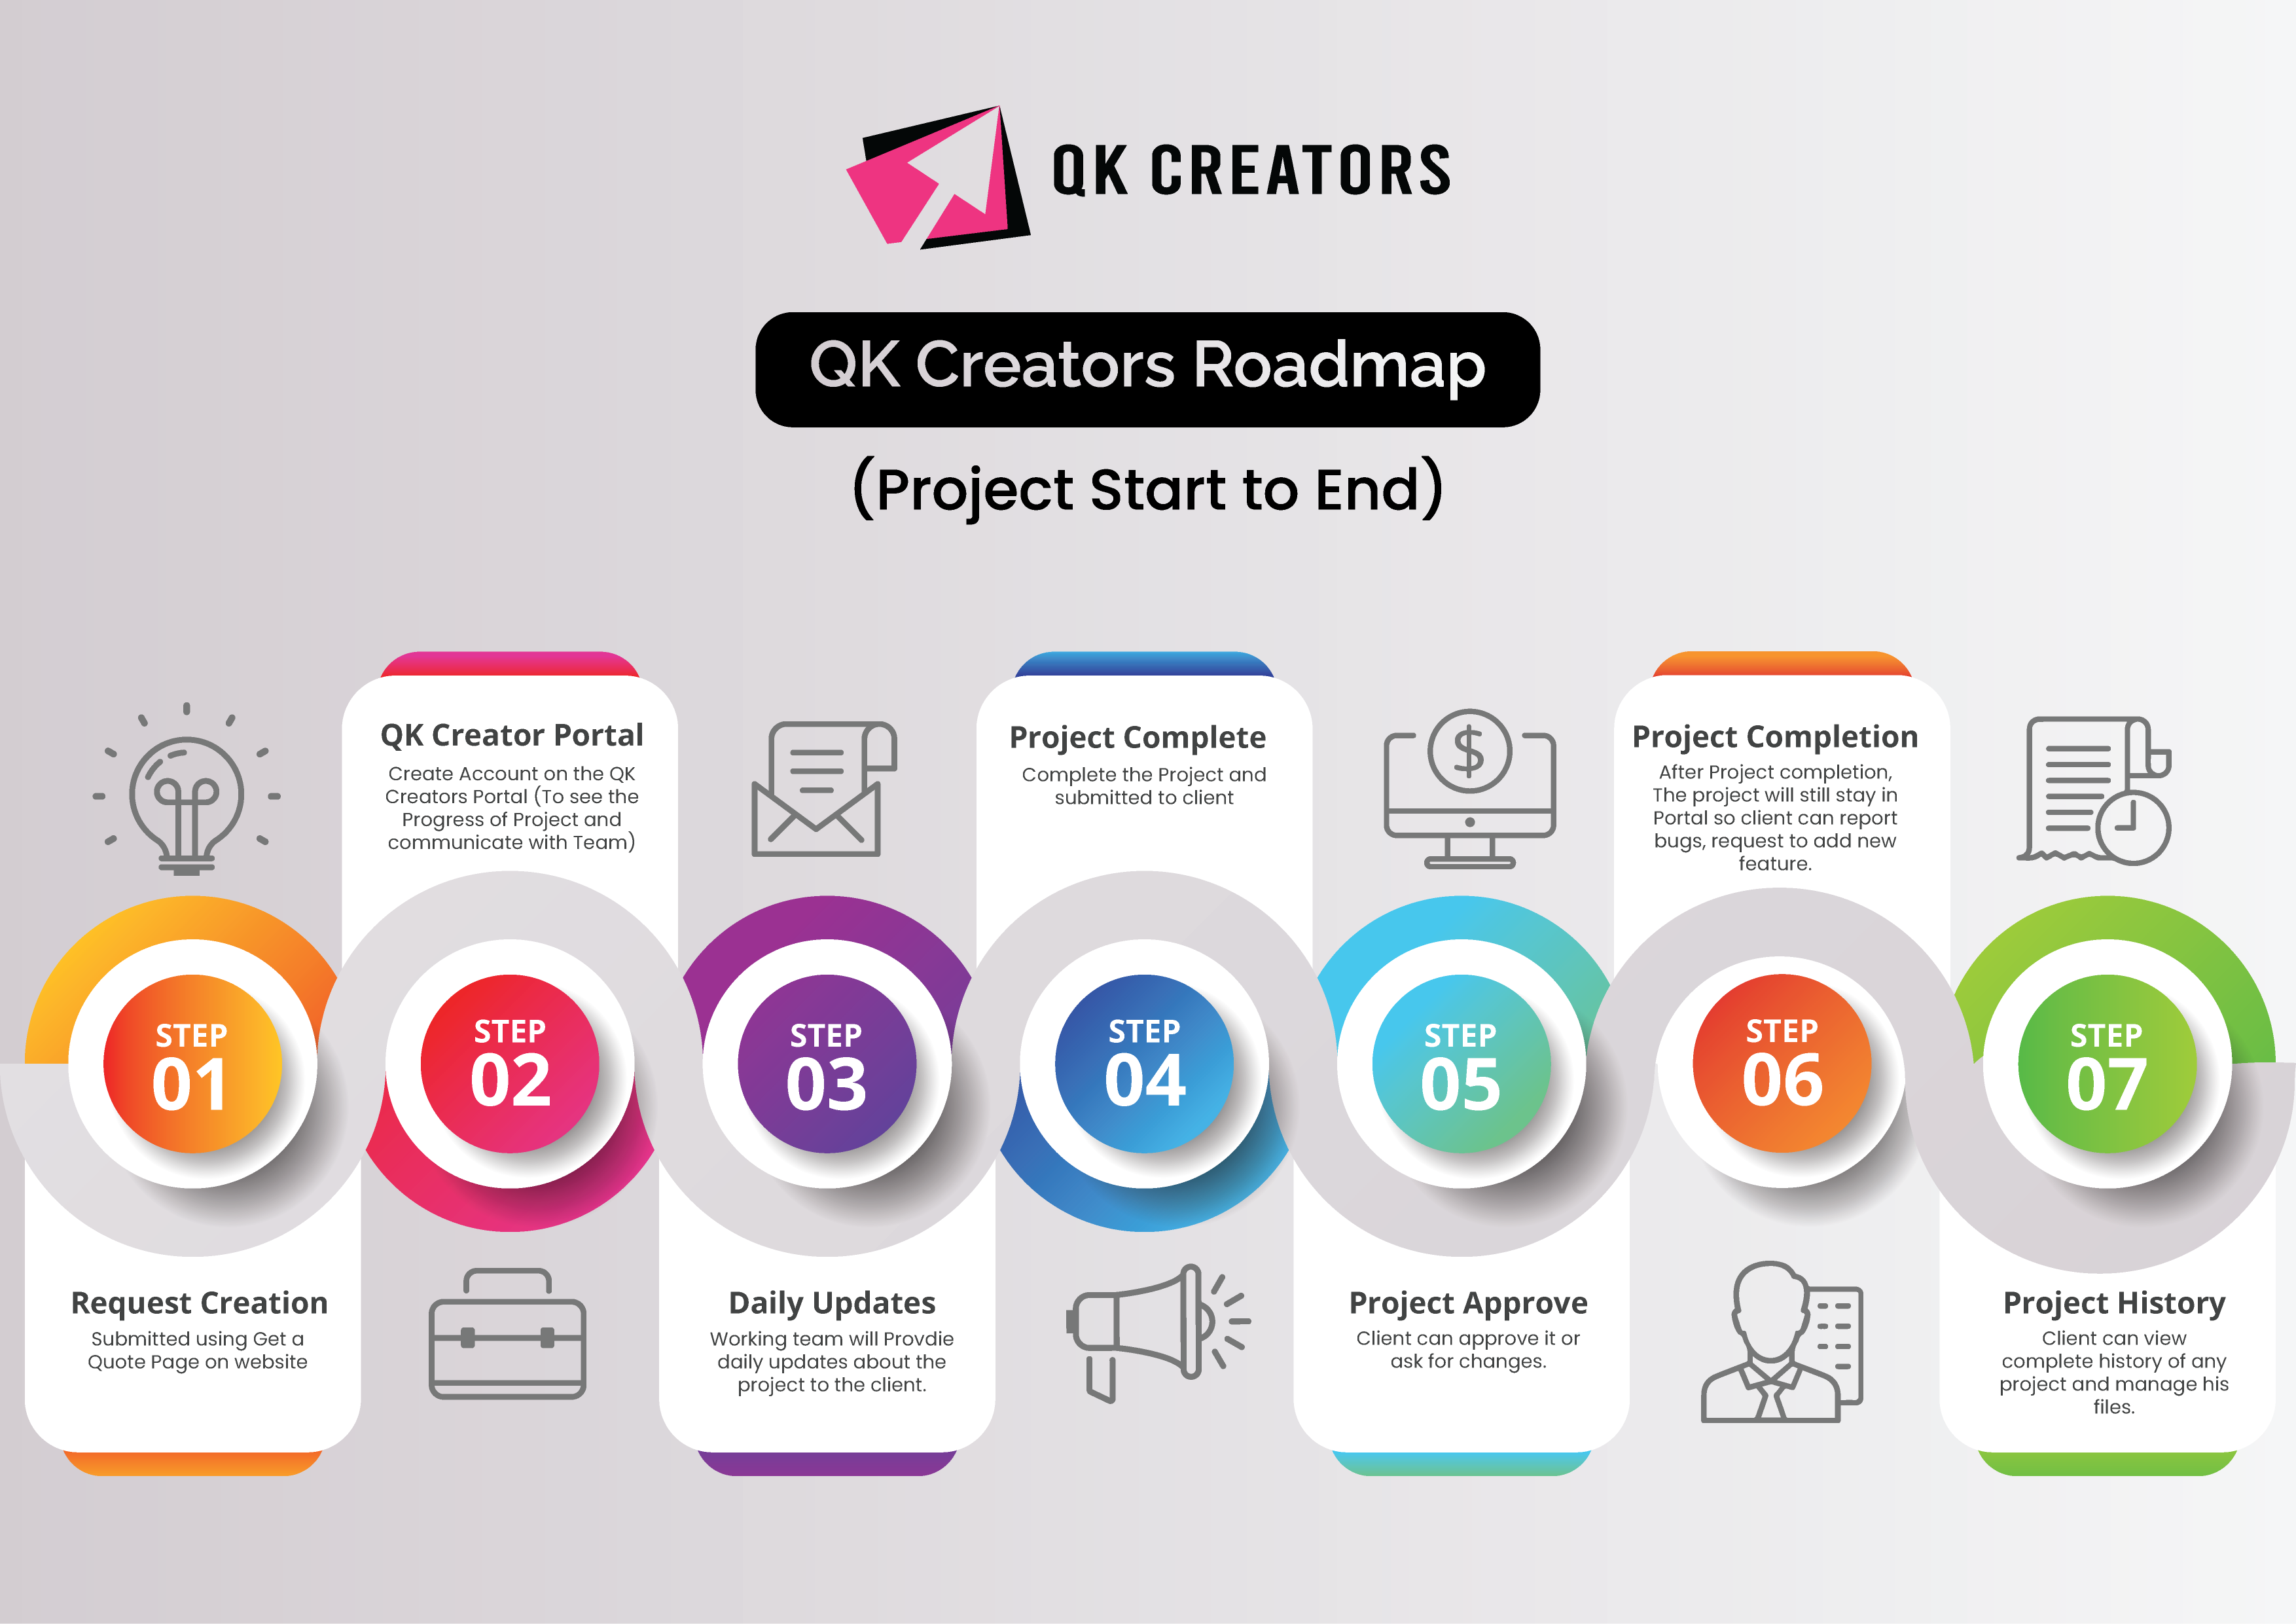 QK CREATORS
QK Creators Roadmap
(Project Start to End)
STEP
01
Request Creation
Submitted using Get a
Quote Page on website
QK Creator Portal
Create Account on the QK
Creators Portal (To see the
Progress of Project and
communicate with Team)
STEP
02
STEP
03
Daily Updates
Working team will Provdie
daily updates about the
project to the client.
Project Complete
Complete the Project and
submitted to client
STEP
04
$
STEP
05
Project Approve
Client can approve it or
ask for changes.
Project Completion
After Project completion,
The project will still stay in
Portal so client can report
bugs, request to add new
feature.
STEP
06
STEP
07
Project History
Client can view
complete history of any
project and manage his
files.